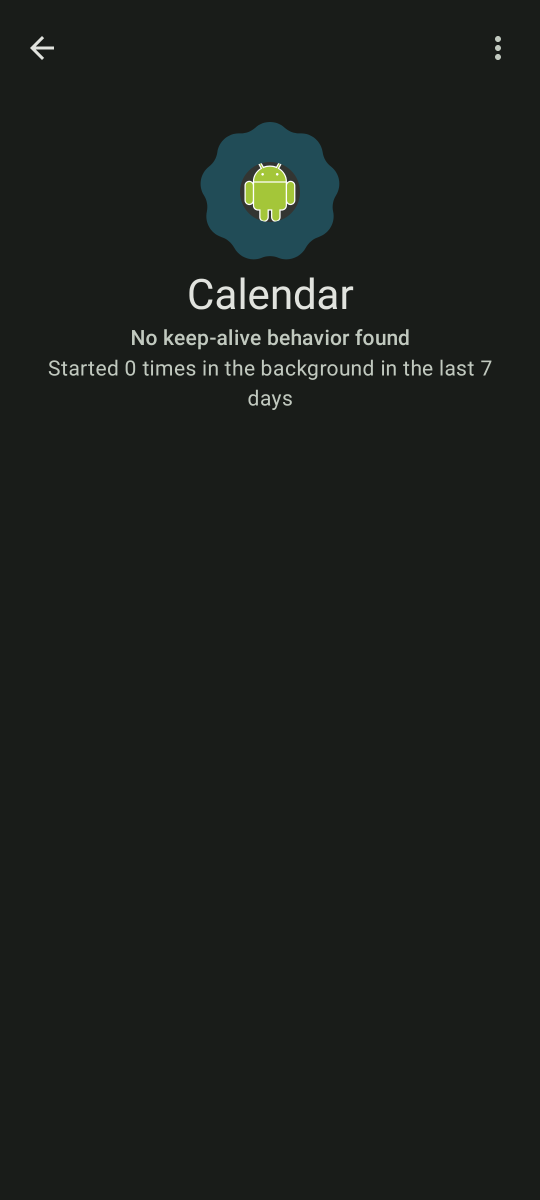 Calendar
No keep-alive behavior found
Started 0 times in the background in the last 7
days